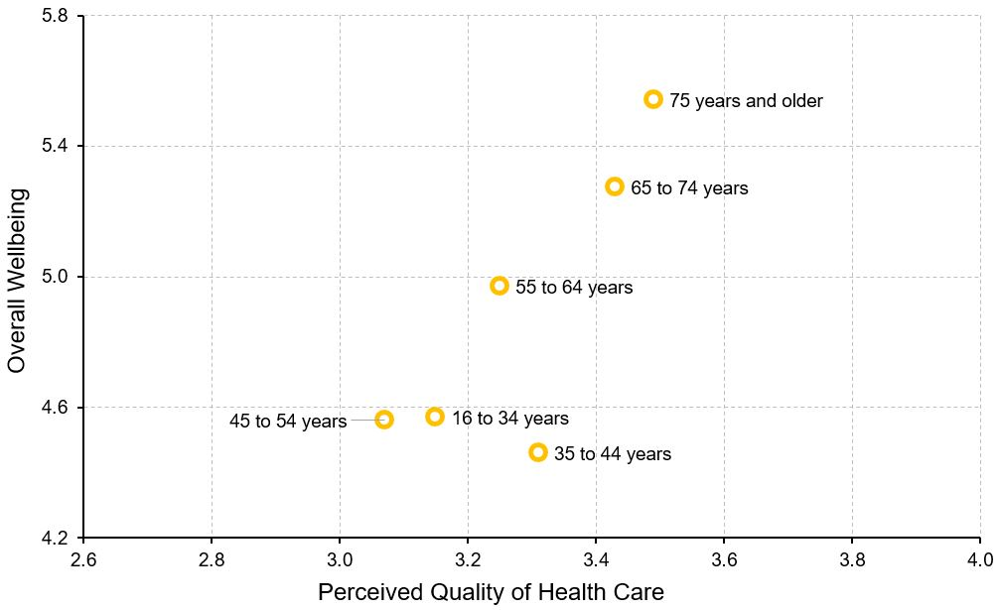 5.8
5.4
5.0
4.6
4.2
Overall Wellbeing
75 years and older
65 to 74 years
55 to 64 years
45 to 54 years
16 to 34 years
35 to 44 years
2.6 2.8 3.0 3.2 3.4 3.6 3.8 4.0
Perceived Quality of Health Care